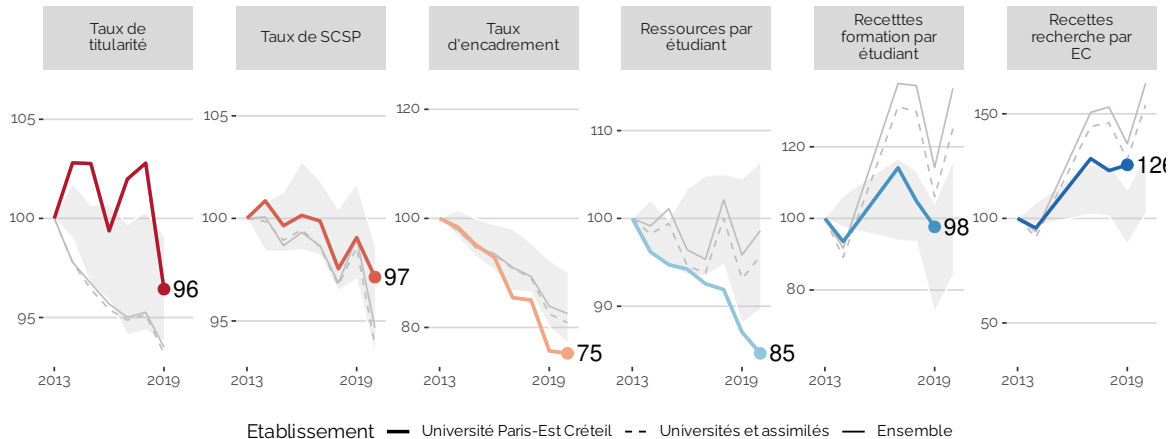 Taux de
titularité
Taux de SCSP
Taux
d'encadrement
Ressources par
étudiant
Recetttes
formation par
étudiant
Recettes
recherche par
EC
105
100
95
96
2013
2019
105
100
95
97
2013
2019
120
100
80
75
2013
2019
110
100
90
85
2013
2019
120
100
80
98
2013
2019
150
100
50
126
2013
2019
Etablissement
Université Paris-Est Créteil
Universités et assimilés
Ensemble